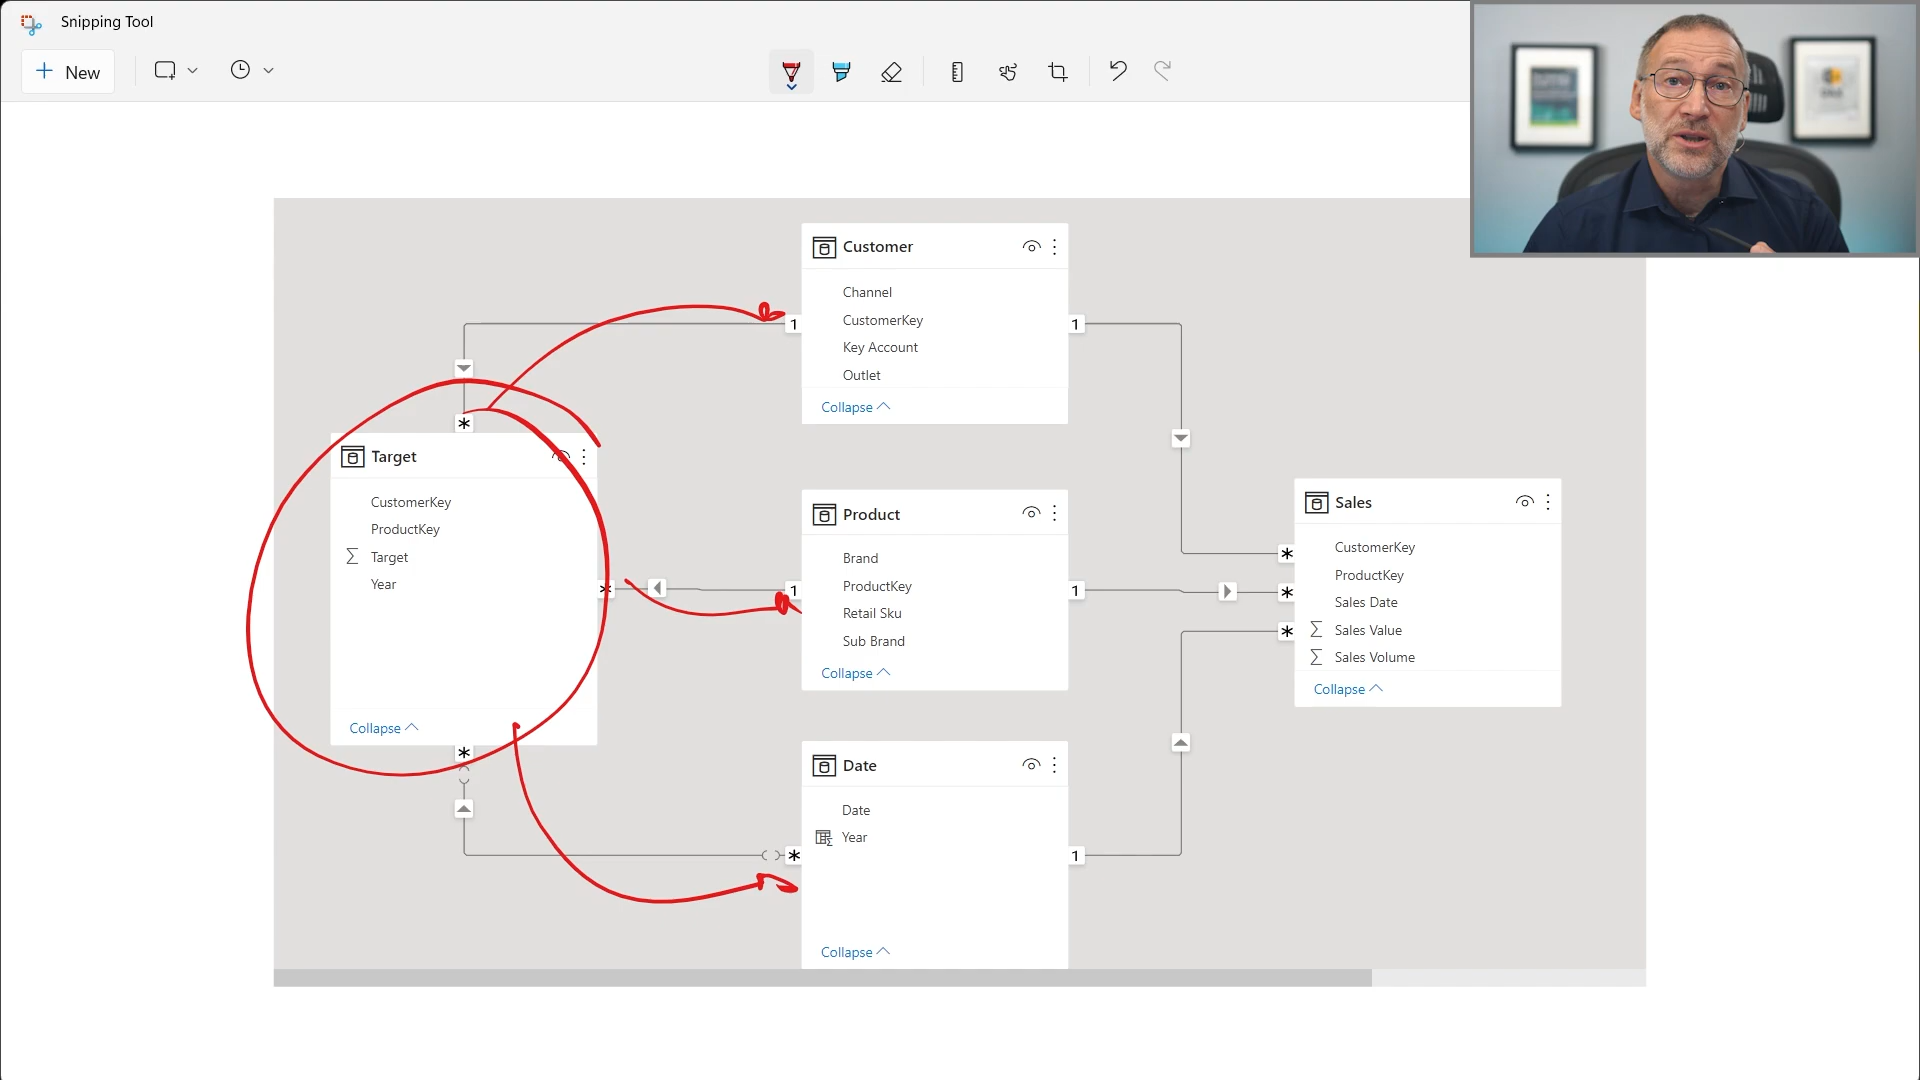 Snipping Tool
New
Customer
Channel
CustomerKey
Key Account
Outlet
Collapse
1
1
*
Target
CustomerKey
ProductKey
Target
Year
Collapse
*
*
Product
Brand
ProductKey
Retail Sku
Sub Brand
Collapse
1
1
Sales
CustomerKey
ProductKey
Sales Date
Sales Value
Sales Volume
Collapse
*
*
*
Date
Date
Year
Collapse
*
1